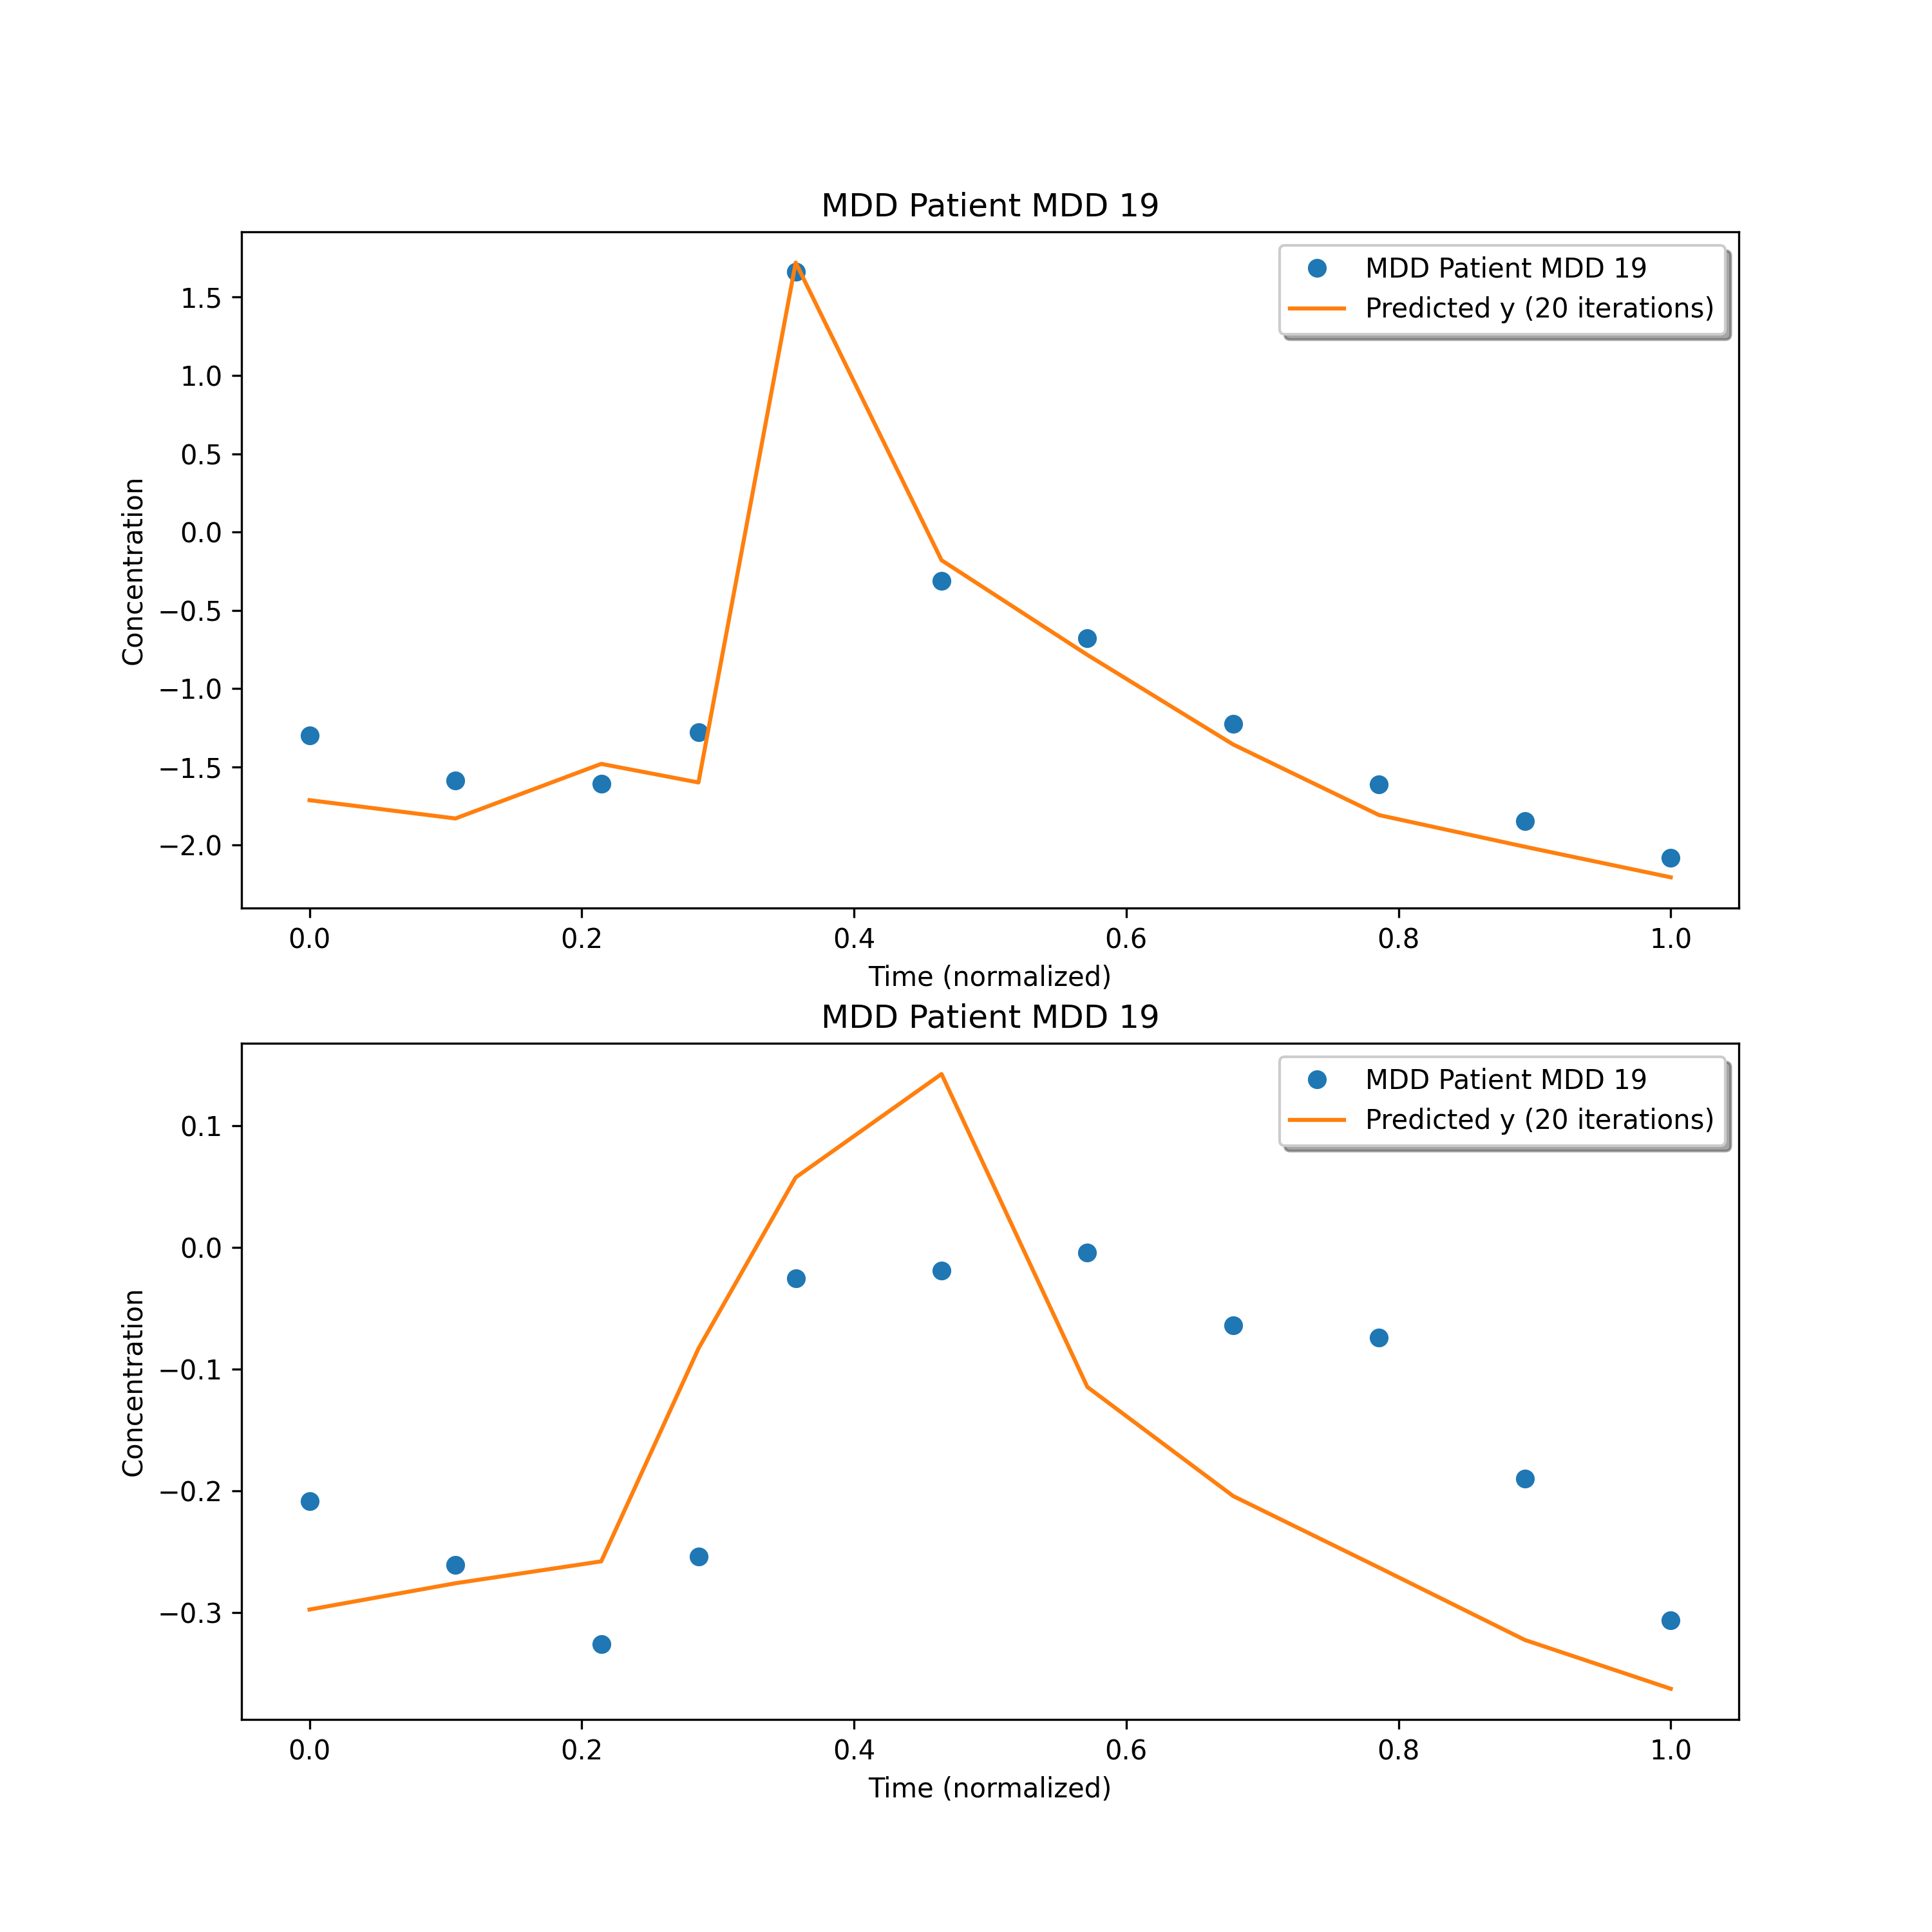 MDD Patient MDD 19
MDD Patient MDD 19
Predicted y (20 iterations)
1.5
1.0
0.5
0.0
−0.5
−1.0
−1.5
−2.0
Concentration
0.0 0.2 0.4 0.6 0.8 1.0
Time (normalized)
MDD Patient MDD 19
MDD Patient MDD 19
Predicted y (20 iterations)
0.1
0.0
−0.1
−0.2
−0.3
Concentration
0.0 0.2 0.4 0.6 0.8 1.0
Time (normalized)